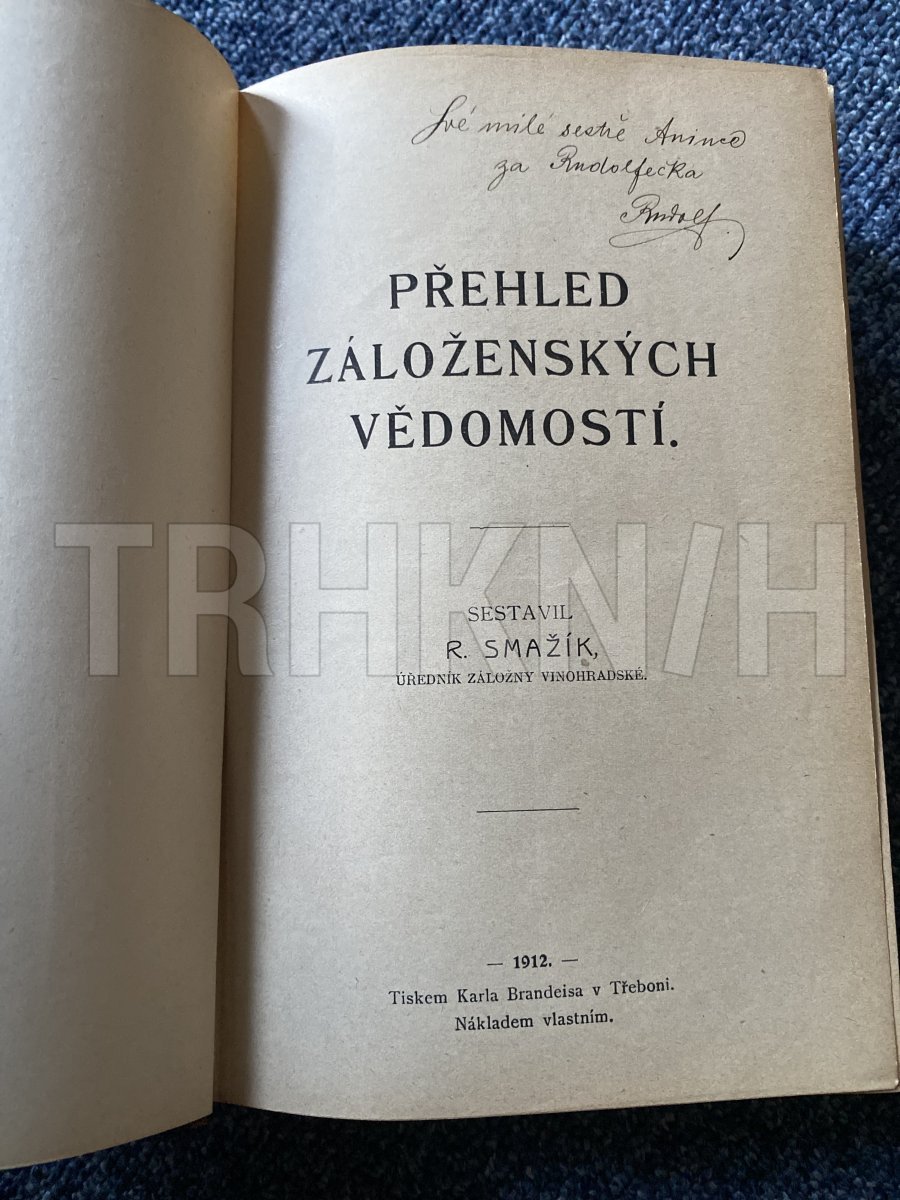 Své milé sestře Anince
za Rudolfečka
Rudolf.
PŘEHLED
ZÁLOŽENSKÝCH
VĚDOMOSTÍ.
TRHKNIH
SESTAVIL
R. SMAŽÍK,
ÚŘEDNÍK ZÁLOŽNY VINOHRADSKÉ.
— 1912. —
Tiskem Karla Brandeisa v Třeboni.
Nákladem vlastním.